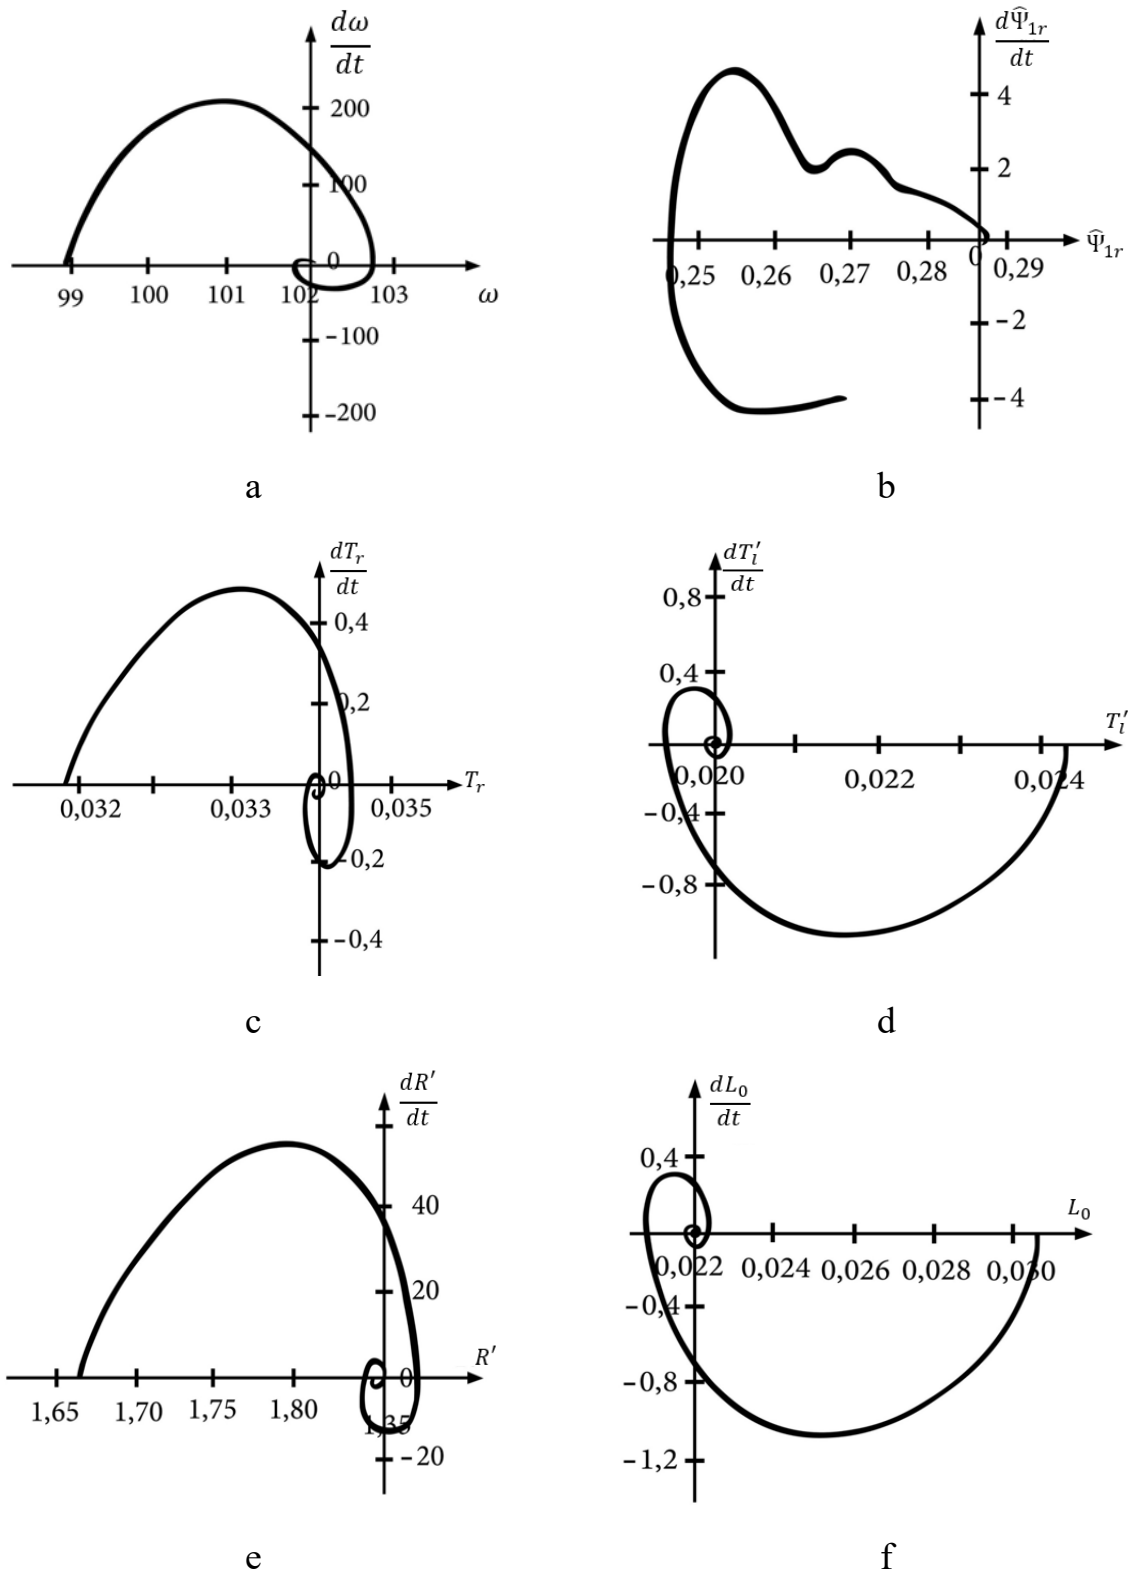 dω/dt
200
100
0
99 100 101 102 103 ω
-100
-200
a
dΨ̂₁ᵣ/dt
4
2
Ψ̂₁ᵣ
0,25 0,26 0,27 0,28 0 0,29
-2
-4
b
dTᵣ/dt
0,4
0,2
0 Tᵣ
0,032 0,033 0,035
-0,2
-0,4
c
dTₗ′/dt
0,8
0,4
Tₗ′
0,020 0,022 0,024
-0,4
-0,8
d
dR′/dt
40
20
R′
0
1,65 1,70 1,75 1,80 1,35
-20
e
dL₀/dt
0,4
L₀
0,022 0,024 0,026 0,028 0,030
-0,4
-0,8
-1,2
f